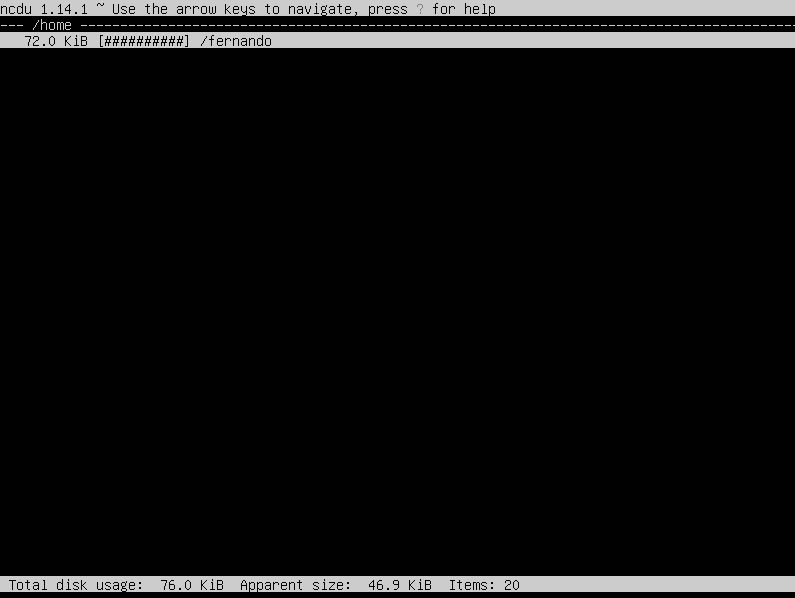 ncdu 1.14.1 ~ Use the arrow keys to navigate, press ? for help
--- /home ----------------------------------------------------------------------------------------
72.0 KiB [##########] /fernando
Total disk usage:  76.0 KiB  Apparent size:  46.9 KiB  Items: 20